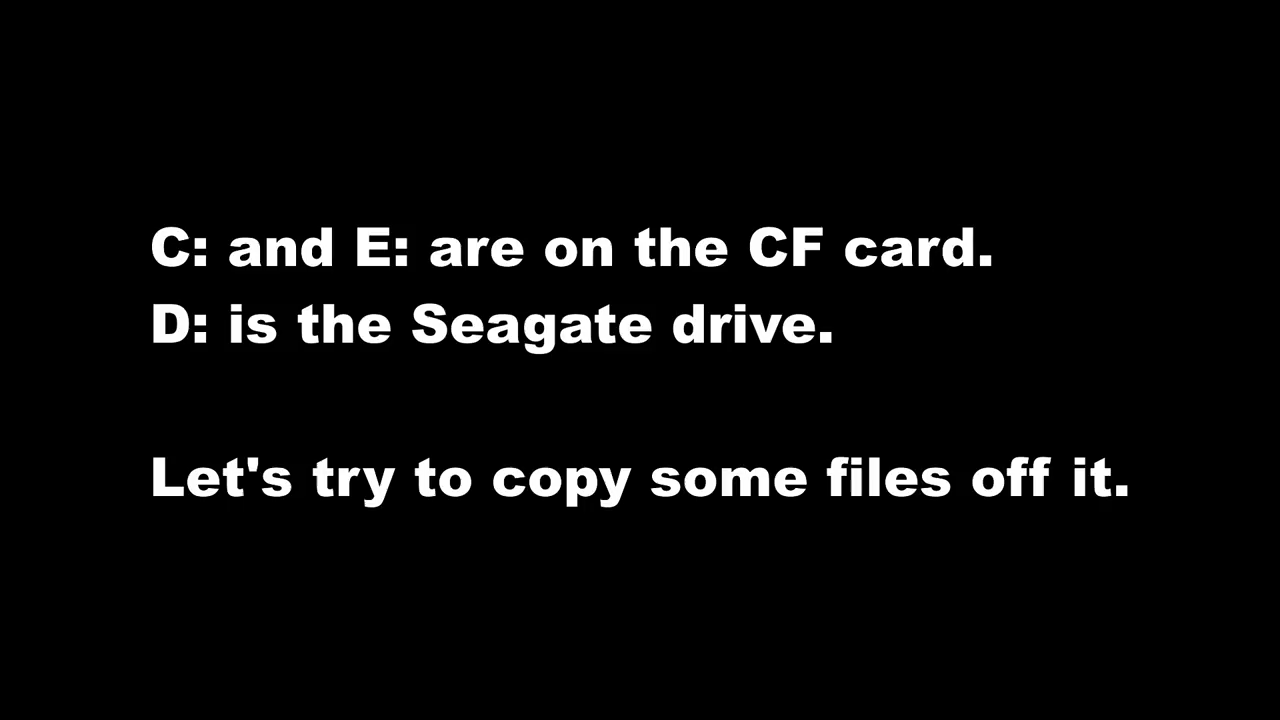 C: and E: are on the CF card.
D: is the Seagate drive.
Let's try to copy some files off it.